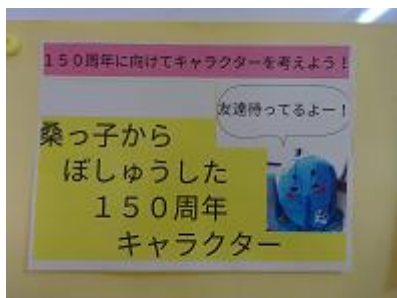 150周年に向けてキャラクターを考えよう!
友達待ってるよー!
桑っ子から
ぼしゅうした
150周年
キャラクター